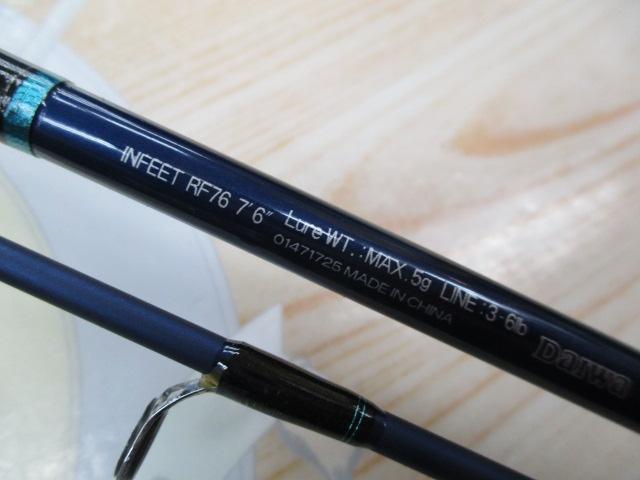 INFEET RF76 7'6" Lure WT.:MAX.5g LINE:3-6lb
01471725 MADE IN CHINA
Daiwa